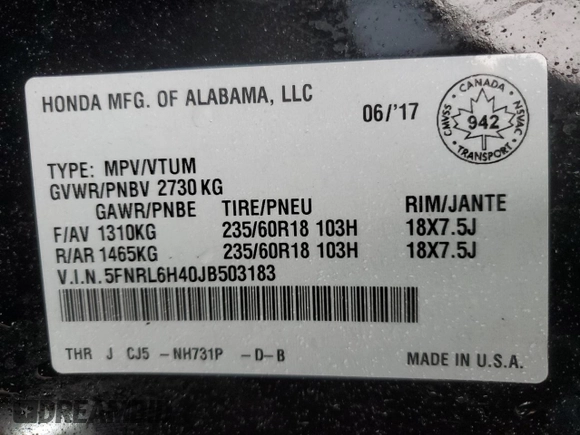 HONDA MFG. OF ALABAMA, LLC
06/'17
CANADA
CMVSS
NSVAC
942
TRANSPORT
TYPE: MPV/VTUM
GVWR/PNBV 2730 KG
GAWR/PNBE TIRE/PNEU RIM/JANTE
F/AV 1310KG 235/60R18 103H 18X7.5J
R/AR 1465KG 235/60R18 103H 18X7.5J
V.I.N. 5FNRL6H40JB503183
THR J CJ5 -NH731P -D-B
MADE IN U.S.A.